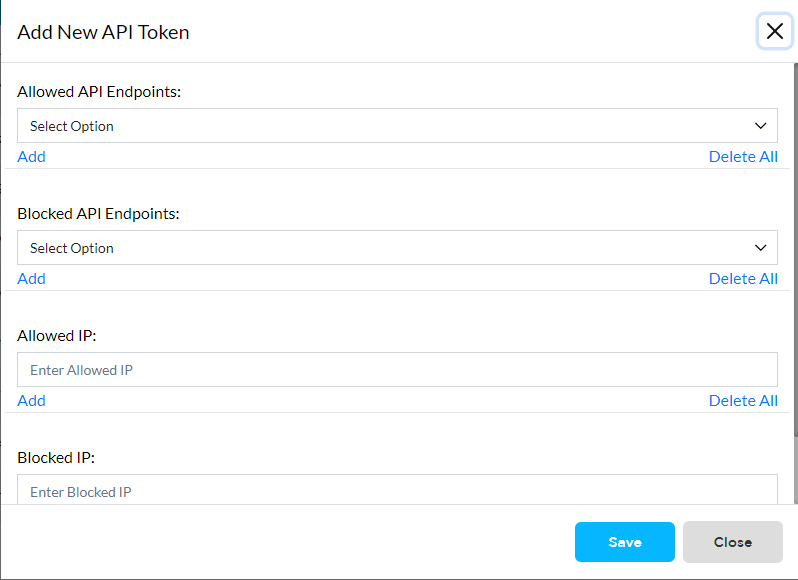 Add New API Token
Allowed API Endpoints:
Select Option
Add Delete All
Blocked API Endpoints:
Select Option
Add Delete All
Allowed IP:
Enter Allowed IP
Add Delete All
Blocked IP:
Enter Blocked IP
Save Close